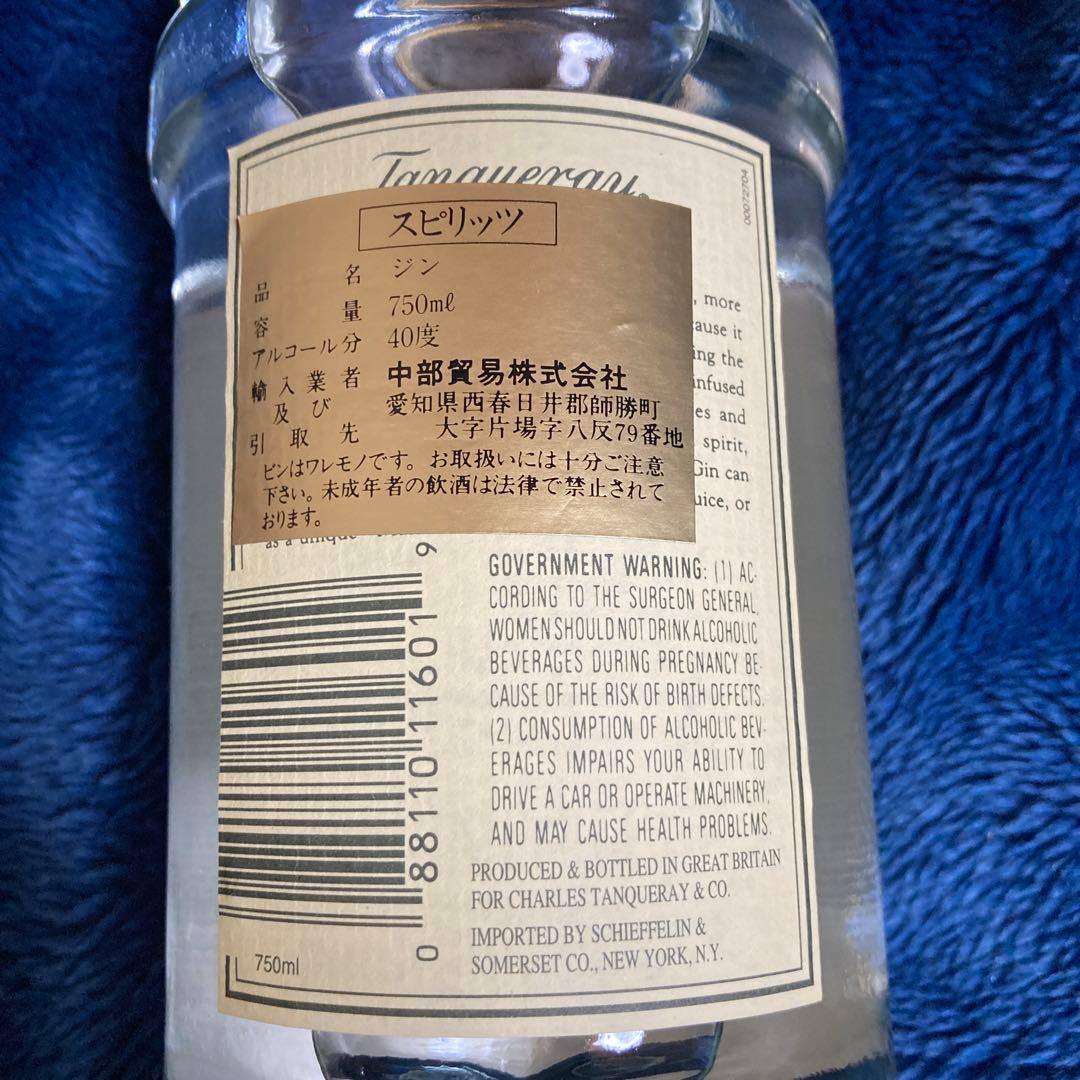 Tanqueray
00072704
スピリッツ
品名 ジン
容量 750mℓ
アルコール分 40度
輸入業者 中部貿易株式会社
及び 愛知県西春日井郡師勝町
引取先 大字片場字八反79番地
ビンはワレモノです。お取扱いには十分ご注意
下さい。未成年者の飲酒は法律で禁止されて
おります。
, more
cause it
ing the
infused
es and
spirit,
Gin can
uice, or
as a unique
GOVERNMENT WARNING: (1) AC-
CORDING TO THE SURGEON GENERAL,
WOMEN SHOULD NOT DRINK ALCOHOLIC
BEVERAGES DURING PREGNANCY BE-
CAUSE OF THE RISK OF BIRTH DEFECTS.
(2) CONSUMPTION OF ALCOHOLIC BEV-
ERAGES IMPAIRS YOUR ABILITY TO
DRIVE A CAR OR OPERATE MACHINERY,
AND MAY CAUSE HEALTH PROBLEMS.
PRODUCED & BOTTLED IN GREAT BRITAIN
FOR CHARLES TANQUERAY & CO.
IMPORTED BY SCHIEFFELIN &
SOMERSET CO., NEW YORK, N.Y.
0 88110 11601 9
750ml